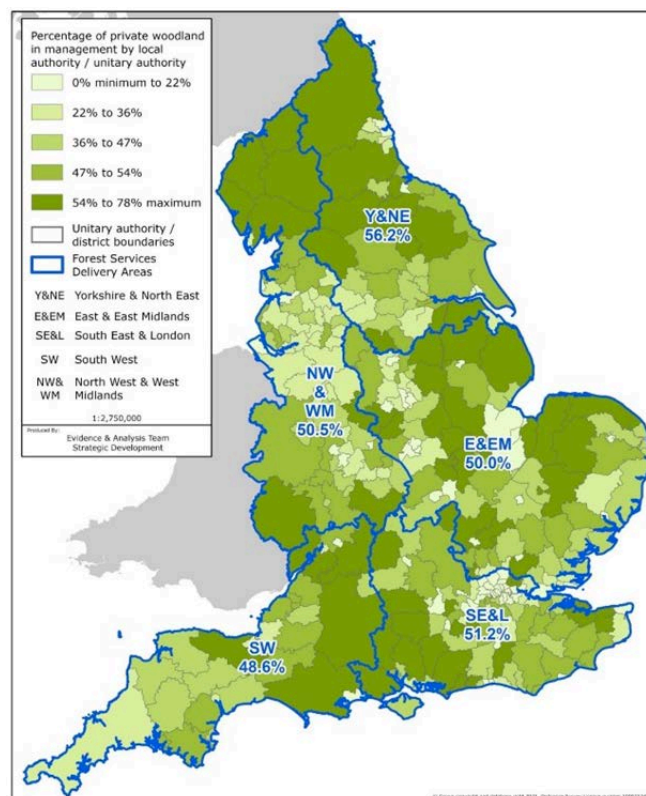 Percentage of private woodland
in management by local
authority / unitary authority
0% minimum to 22%
22% to 36%
36% to 47%
47% to 54%
54% to 78% maximum
Unitary authority /
district boundaries
Forest Services
Delivery Areas
Y&NE Yorkshire & North East
E&EM East & East Midlands
SE&L South East & London
SW South West
NW& North West & West
WM Midlands
1:2,750,000
Produced By:
Evidence & Analysis Team
Strategic Development
Y&NE
56.2%
NW
&
WM
50.5%
E&EM
50.0%
SE&L
51.2%
SW
48.6%